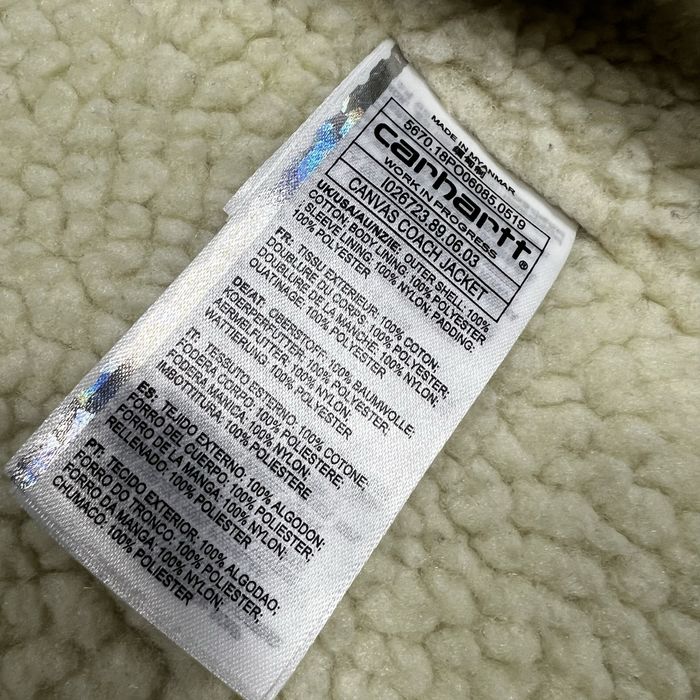 MADE IN MYANMAR
5670.18PO06085.0519
carhartt®
WORK IN PROGRESS
I026723.89.06.03
CANVAS COACH JACKET
UK/USA/AU/NZ/IE: OUTER SHELL: 100%
COTTON; BODY LINING: 100% POLYESTER;
SLEEVE LINING: 100% NYLON; PADDING:
100% POLYESTER
FR: TISSU EXTERIEUR: 100% COTON;
DOUBLURE DU CORPS: 100% POLYESTER;
DOUBLURE DE LA MANCHE: 100% NYLON;
OUATINAGE: 100% POLYESTER
DE/AT: OBERSTOFF: 100% BAUMWOLLE;
KOERPERFUTTER: 100% POLYESTER;
AERMELFUTTER: 100% NYLON;
WATTIERUNG: 100% POLYESTER
IT: TESSUTO ESTERNO: 100% COTONE;
FODERA CORPO: 100% POLIESTERE;
FODERA MANICA: 100% NYLON;
IMBOTTITURA: 100% POLIESTERE
ES: TEJIDO EXTERNO: 100% ALGODON;
FORRO DEL CUERPO: 100% POLIESTER;
FORRO DE LA MANGA: 100% NYLON;
RELLENADO: 100% POLIESTER
PT: TECIDO EXTERIOR: 100% ALGODAO;
FORRO DO TRONCO: 100% POLIESTER;
FORRO DA MANGA: 100% NYLON;
CHUMACO: 100% POLIESTER